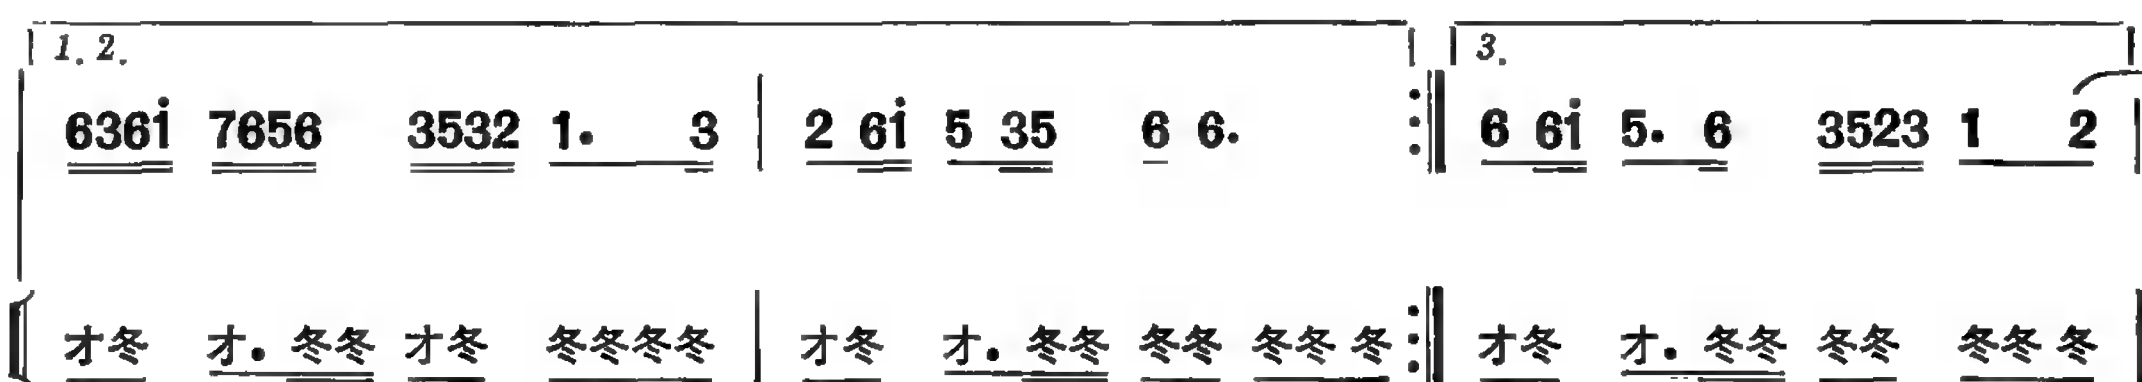 1. 2. 3.
6361̇ 7656 3532 1. 3 | 2 61̇ 5 35 6 6. :‖ 6 61̇ 5. 6 3523 1 2 |
才冬 才. 冬冬 才冬 冬冬冬冬 | 才冬 才. 冬冬 冬冬 冬冬 冬 :‖ 才冬 才. 冬冬 冬冬 冬冬 冬 |